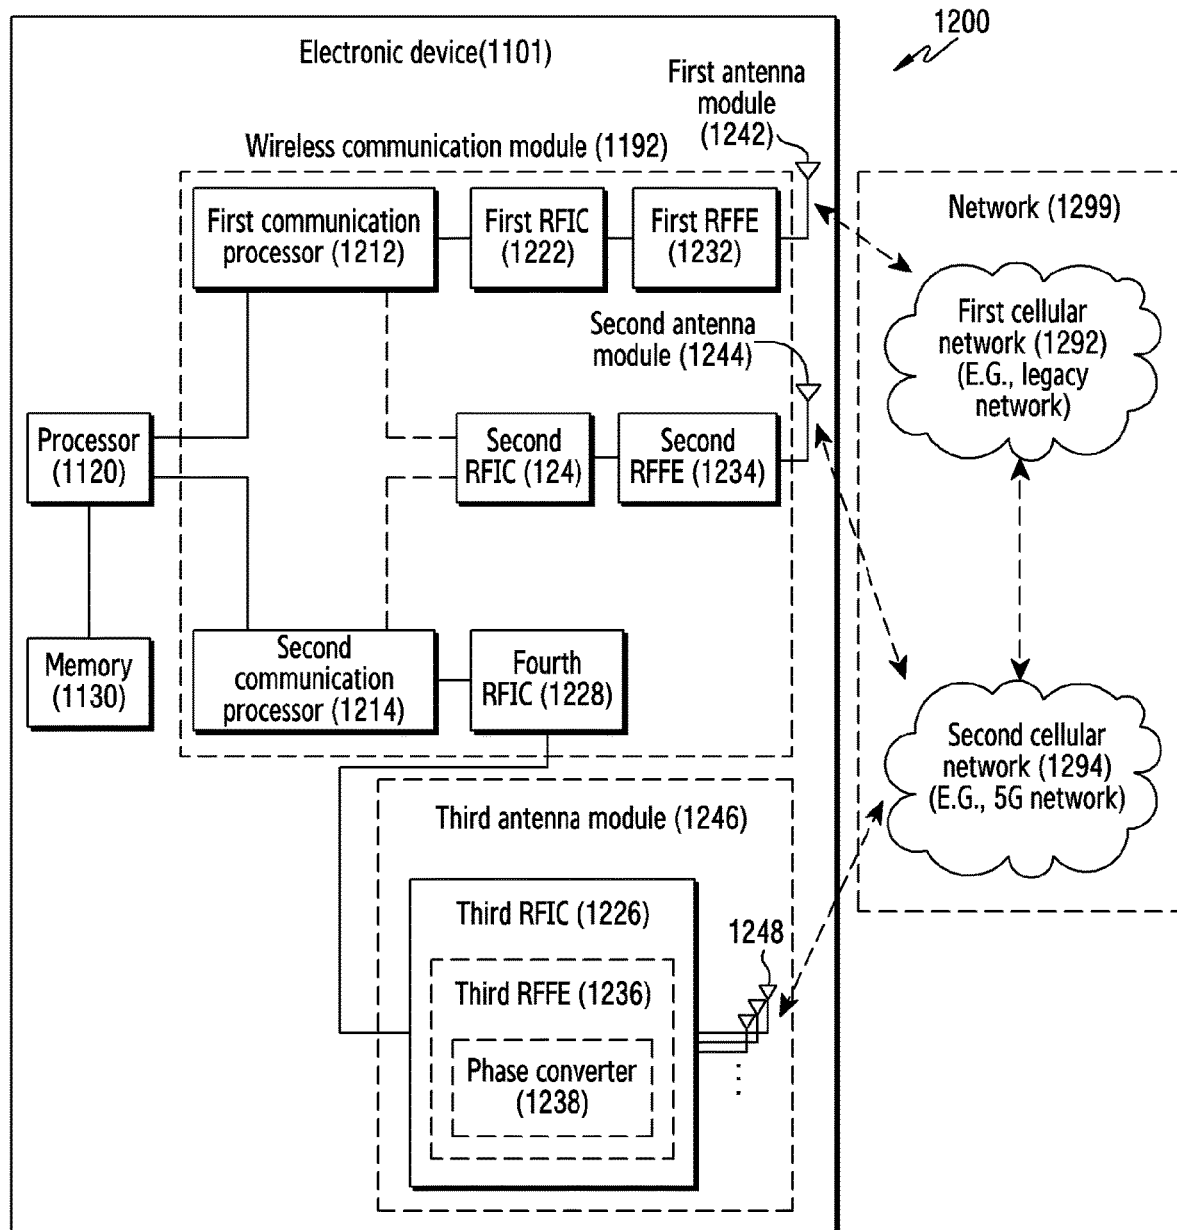 1200
Electronic device(1101)
First antenna
module
(1242)
Wireless communication module (1192)
First communication
processor (1212)
First RFIC
(1222)
First RFFE
(1232)
Network (1299)
First cellular
network (1292)
(E.G., legacy
network)
Second antenna
module (1244)
Processor
(1120)
Second
RFIC (124)
Second
RFFE (1234)
Memory
(1130)
Second
communication
processor (1214)
Fourth
RFIC (1228)
Second cellular
network (1294)
(E.G., 5G network)
Third antenna module (1246)
Third RFIC (1226)
1248
Third RFFE (1236)
Phase converter
(1238)